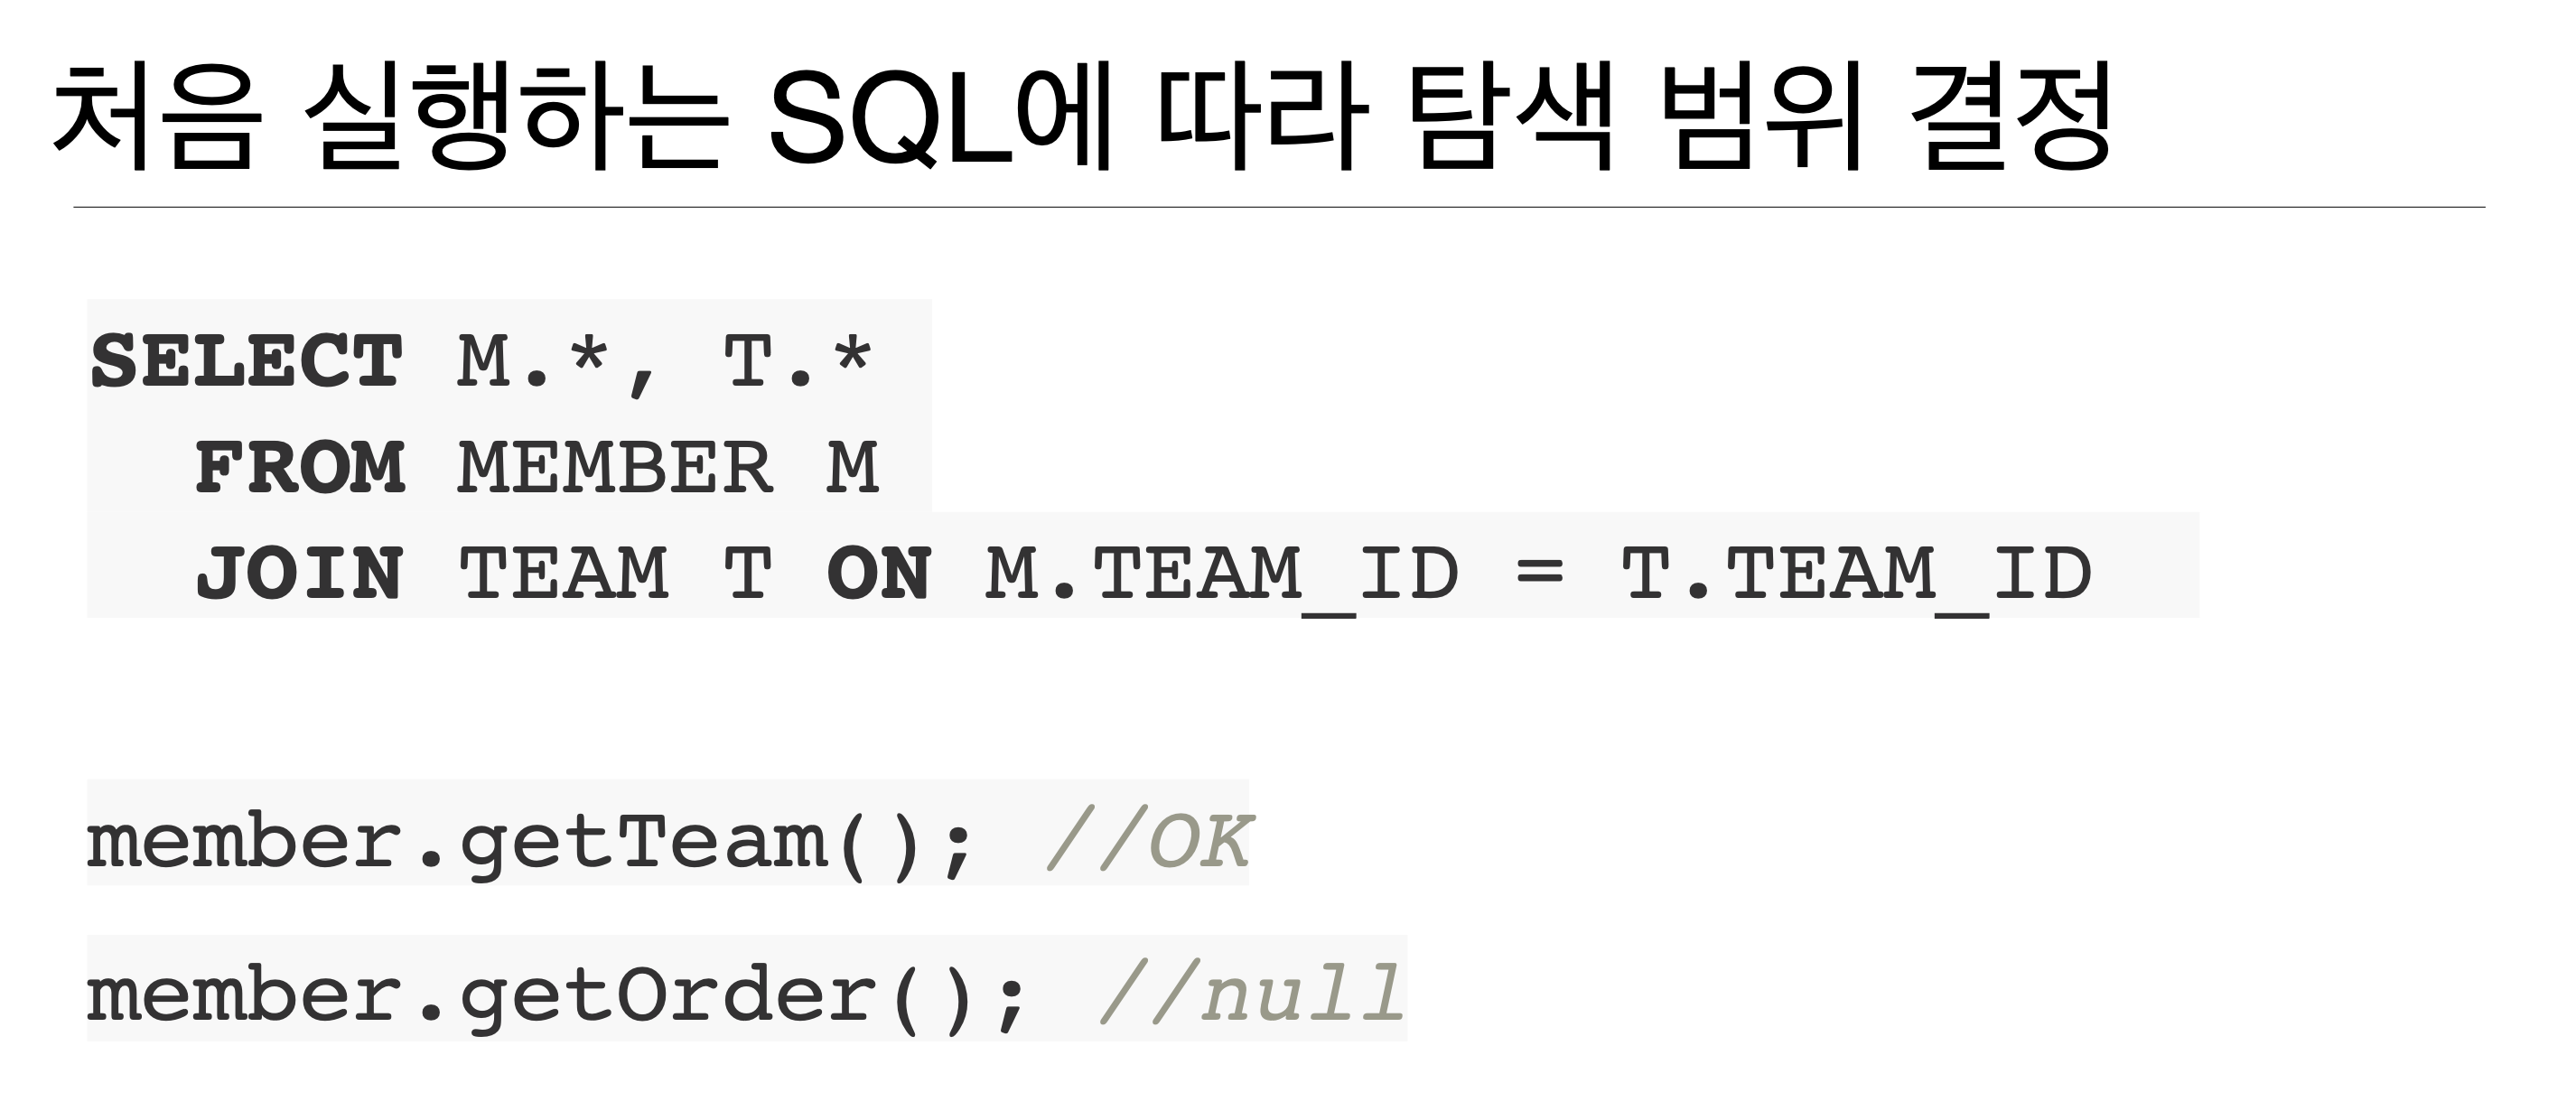 처음 실행하는 SQL에 따라 탐색 범위 결정
SELECT M.*, T.*
FROM MEMBER M
JOIN TEAM T ON M.TEAM_ID = T.TEAM_ID
member.getTeam(); //OK
member.getOrder(); //null